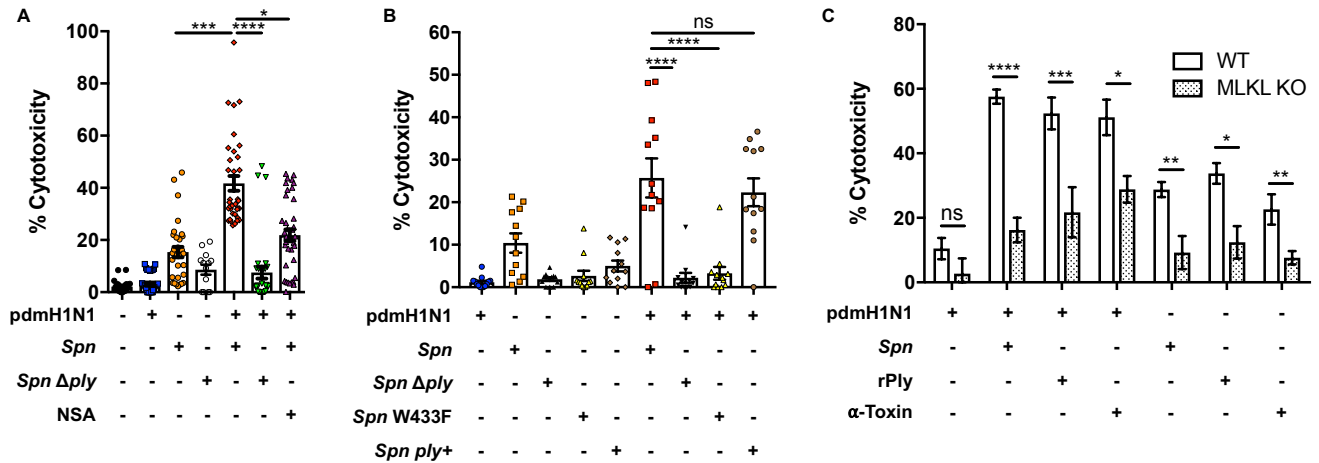 A
% Cytotoxicity
100
80
60
40
20
0
*** **** *
pdmH1N1 - + - - + + +
Spn - - + - + - +
Spn Δply - - - + - + -
NSA - - - - - - +
B
% Cytotoxicity
60
50
40
30
20
10
0
ns
****
****
pdmH1N1 + - - - - + + + +
Spn - + - - - + - - -
Spn Δply - - + - - - + - -
Spn W433F - - - + - - - + -
Spn ply+ - - - - + - - - +
C
% Cytotoxicity
80
60
40
20
0
WT
MLKL KO
ns **** *** * ** * **
pdmH1N1 + + + + - - -
Spn - + - - + - -
rPly - - + - - + -
α-Toxin - - - + - - +